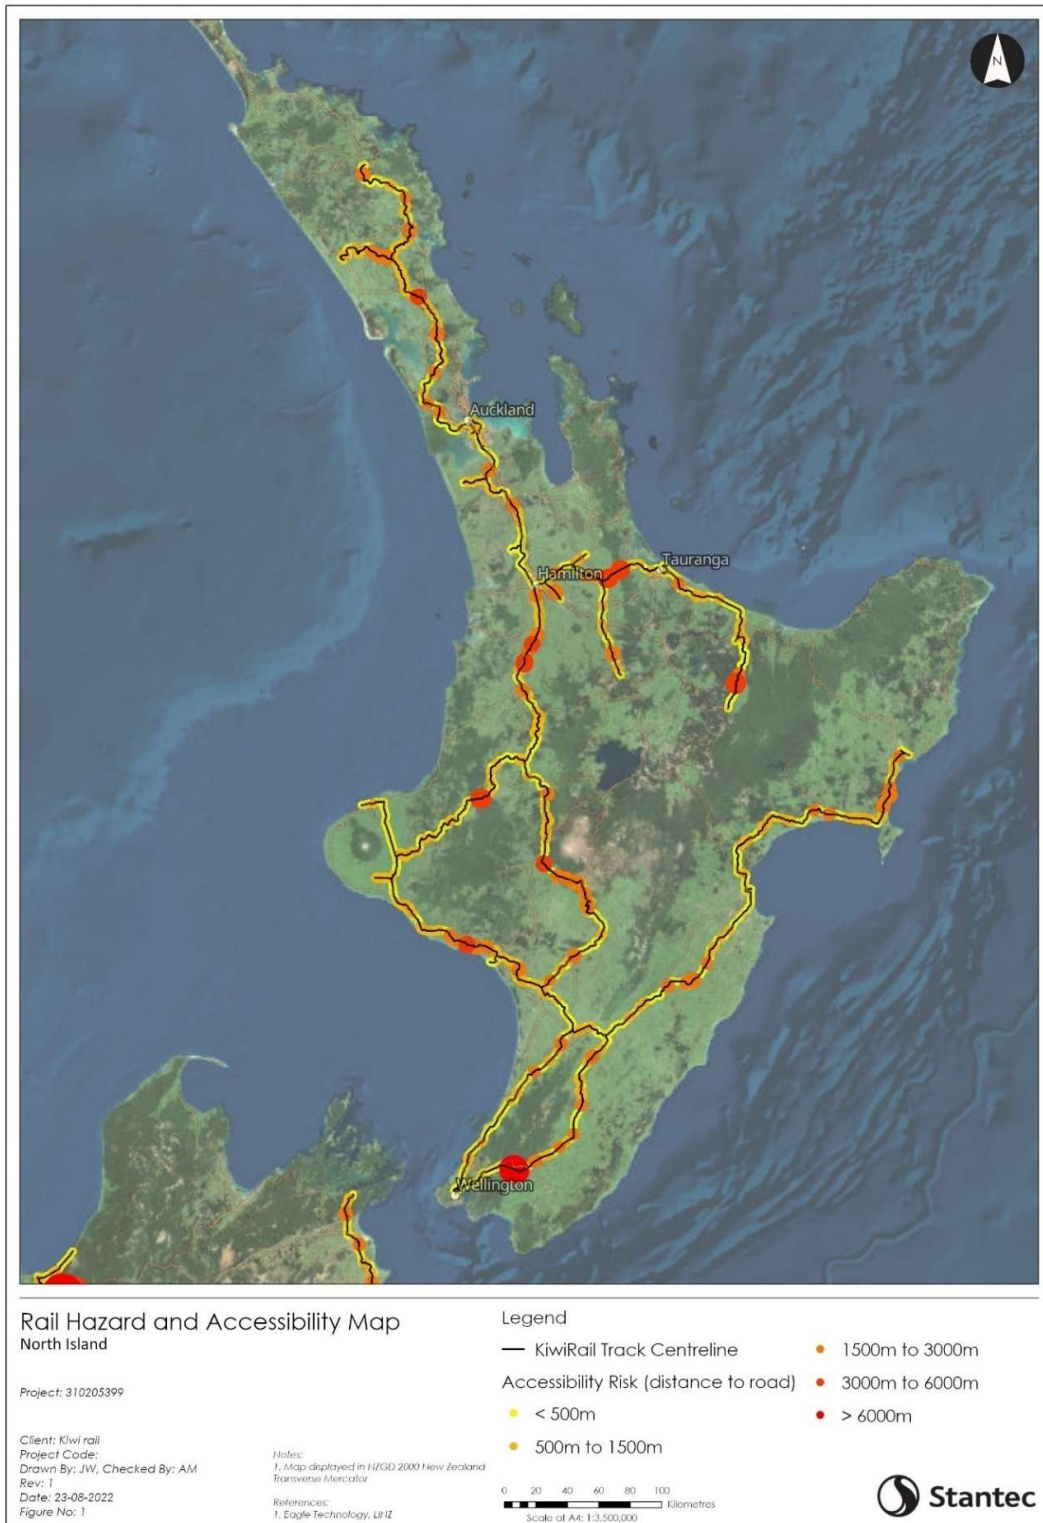 N
Auckland
Tauranga
Hamilton
Wellington
Rail Hazard and Accessibility Map
North Island
Project: 310205399
Client: Kiwi rail
Project Code:
Drawn By: JW, Checked By: AM
Rev: 1
Date: 23-08-2022
Figure No: 1
Notes:
1. Map displayed in NZGD 2000 New Zealand
Transverse Mercator
References:
1. Eagle Technology, LINZ
Legend
KiwiRail Track Centreline
Accessibility Risk (distance to road)
< 500m
500m to 1500m
1500m to 3000m
3000m to 6000m
> 6000m
0 20 40 60 80 100
Kilometres
Scale at A4: 1:3,500,000
Stantec